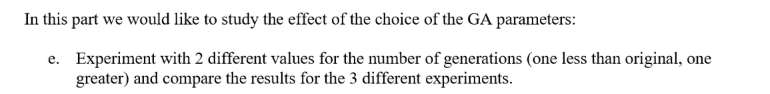 In this part we would like to study the effect of the choice of the GA parameters:
e. Experiment with 2 different values for the number of generations (one less than original, one
greater) and compare the results for the 3 different experiments.